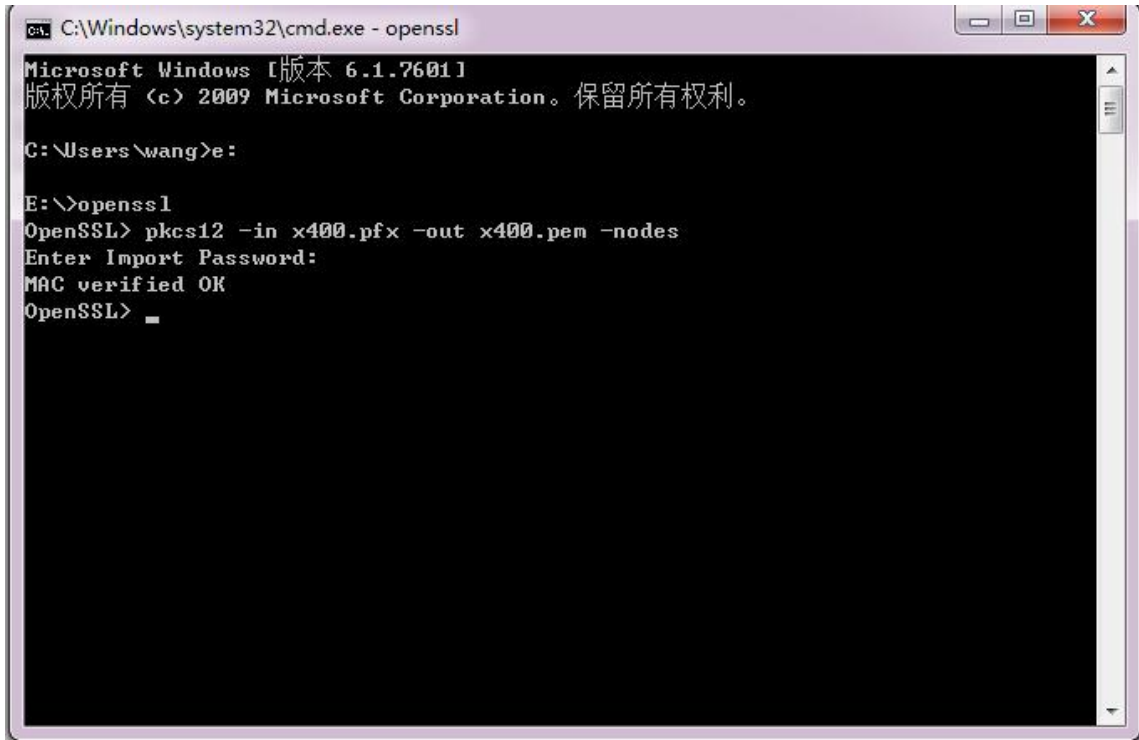 C:\Windows\system32\cmd.exe - openssl
Microsoft Windows [版本 6.1.7601]
版权所有 (c) 2009 Microsoft Corporation。保留所有权利。
C:\Users\wang>e:
E:\>openssl
OpenSSL> pkcs12 -in x400.pfx -out x400.pem -nodes
Enter Import Password:
MAC verified OK
OpenSSL> _